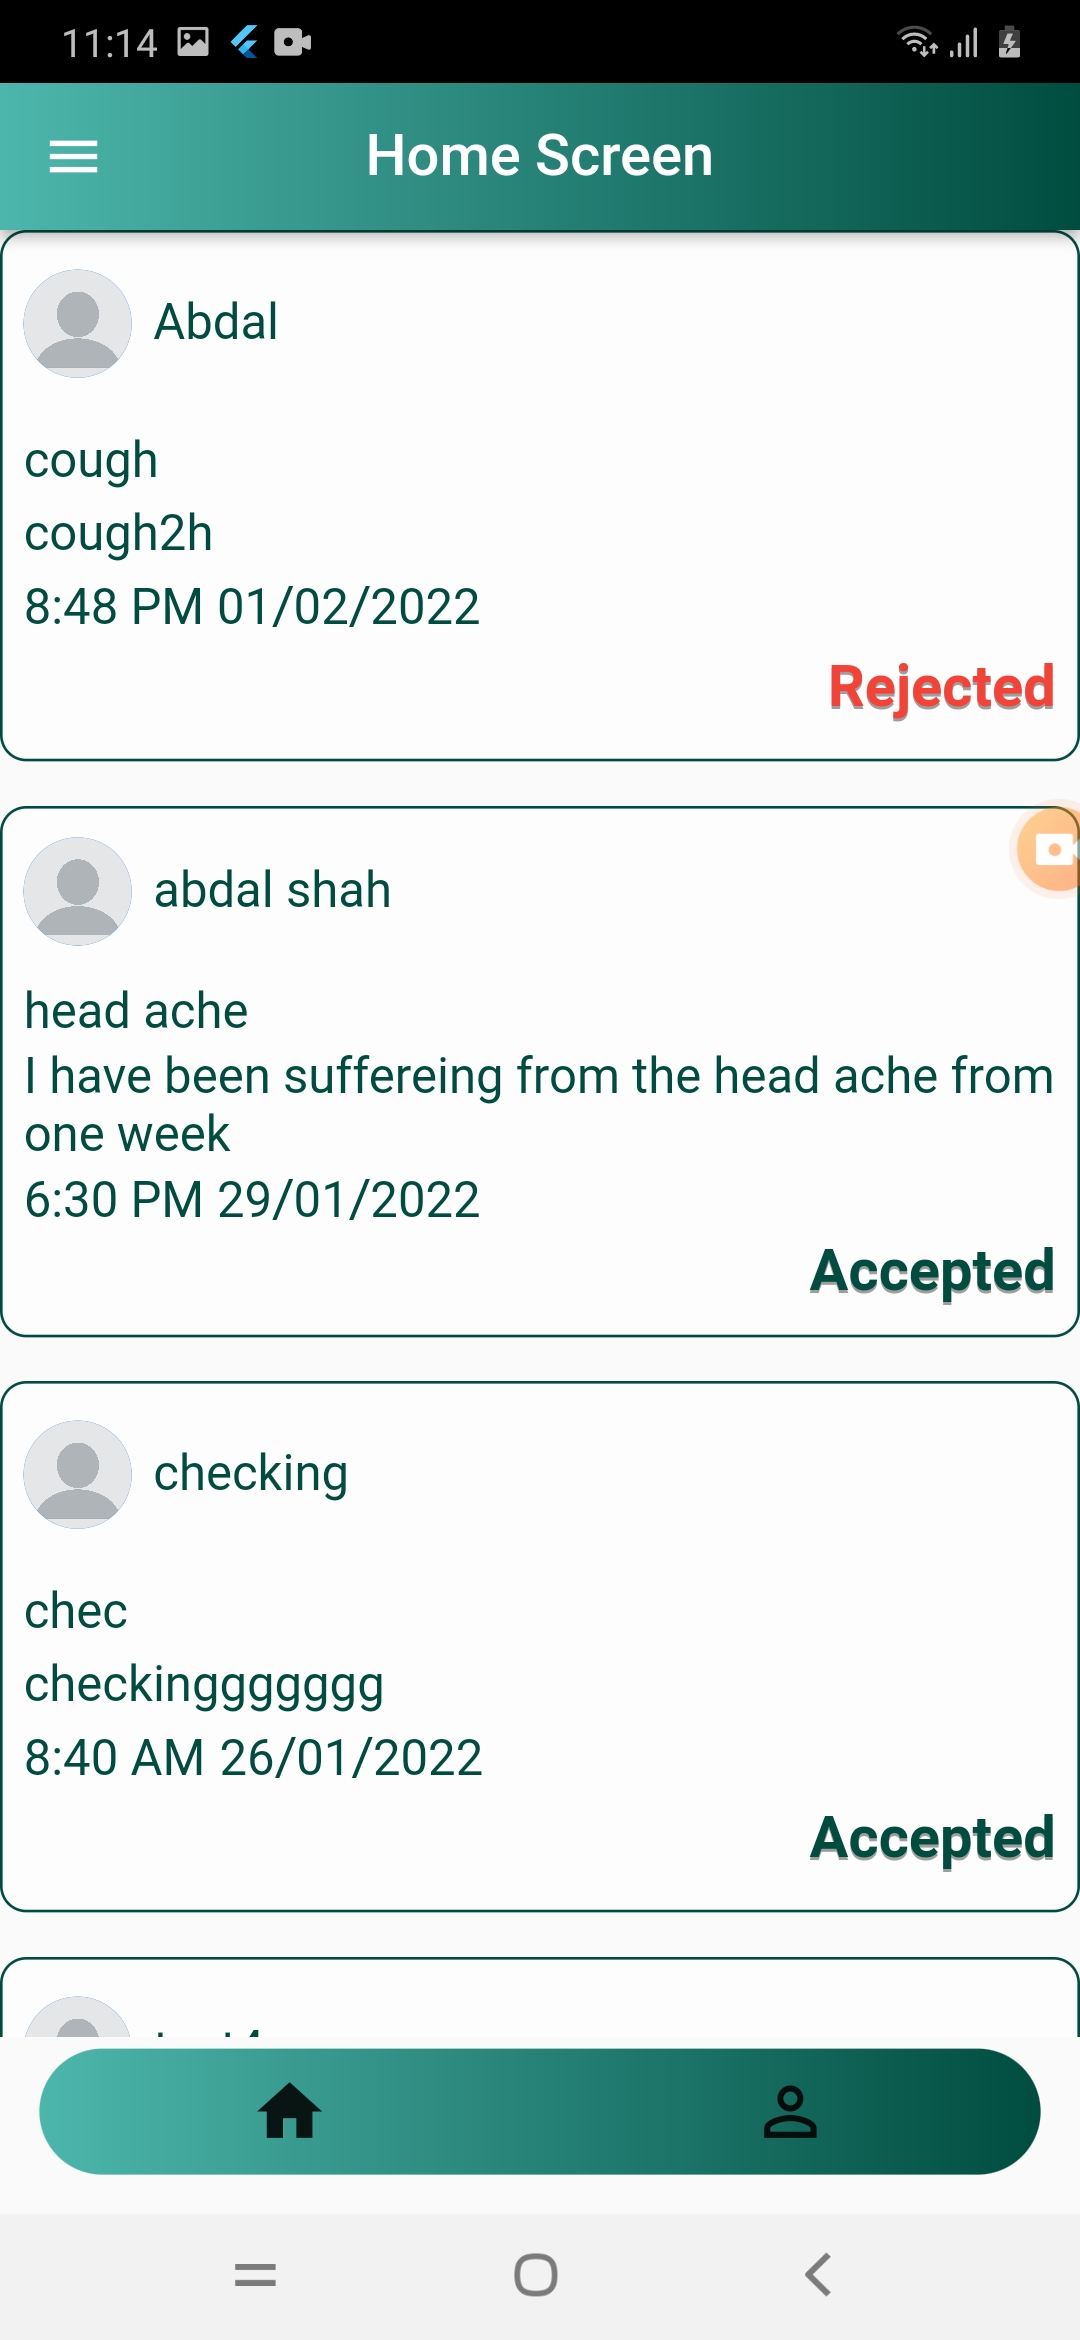 11:14
Home Screen
Abdal
cough
cough2h
8:48 PM 01/02/2022
Rejected
abdal shah
head ache
I have been suffereing from the head ache from
one week
6:30 PM 29/01/2022
Accepted
checking
chec
checkinggggggg
8:40 AM 26/01/2022
Accepted